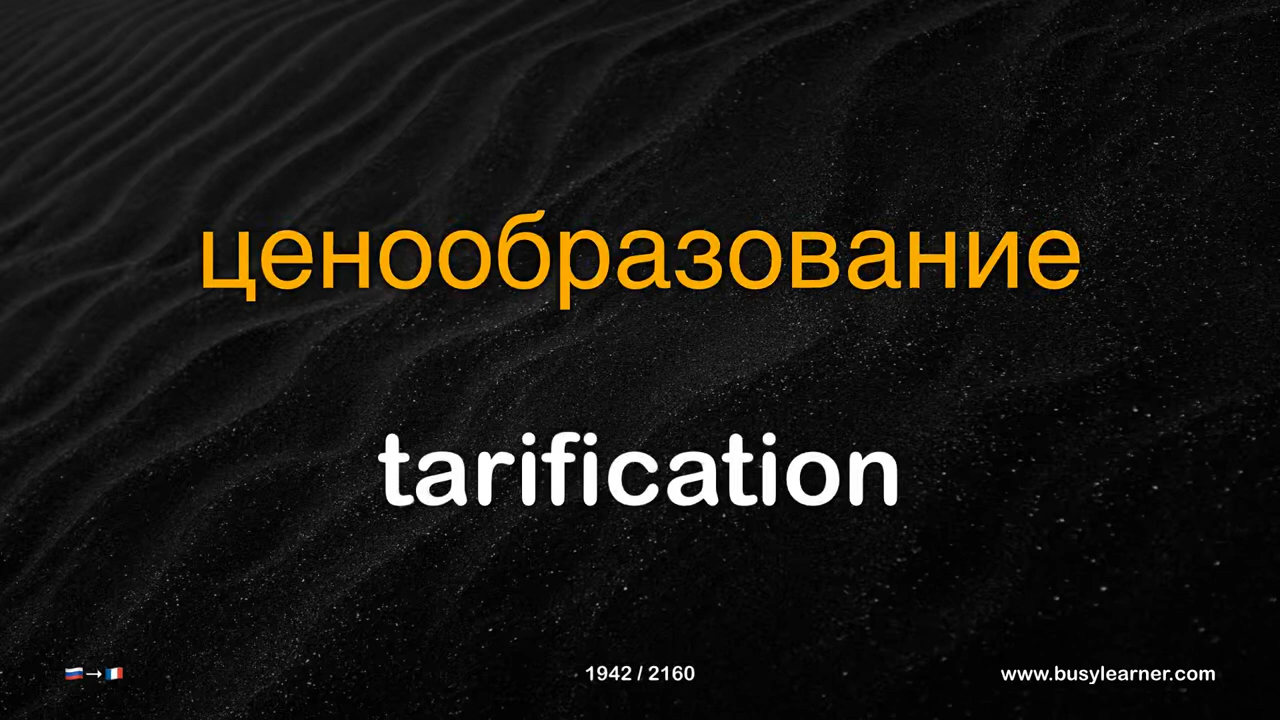 ценообразование
tarification
🇷🇺→🇫🇷
1942 / 2160
www.busylearner.com